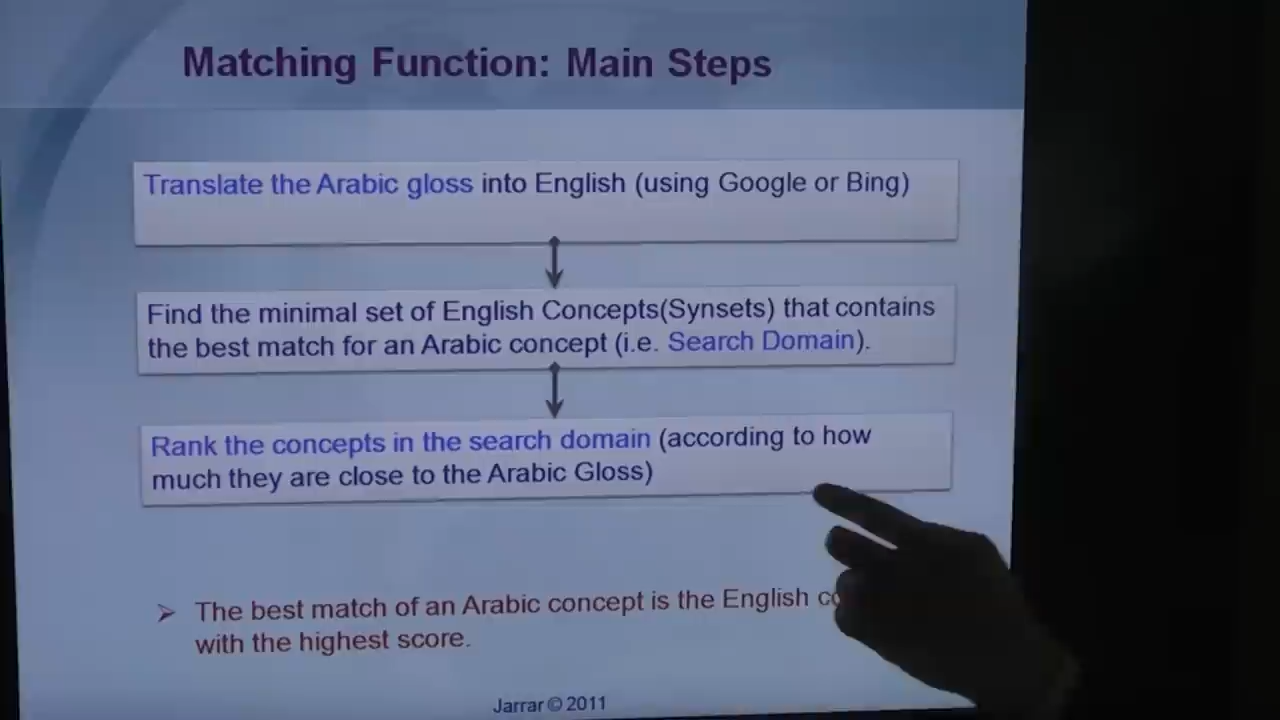 Matching Function: Main Steps
Translate the Arabic gloss into English (using Google or Bing)
Find the minimal set of English Concepts(Synsets) that contains
the best match for an Arabic concept (i.e. Search Domain).
Rank the concepts in the search domain (according to how
much they are close to the Arabic Gloss)
➢ The best match of an Arabic concept is the English
with the highest score.
Jarrar © 2011